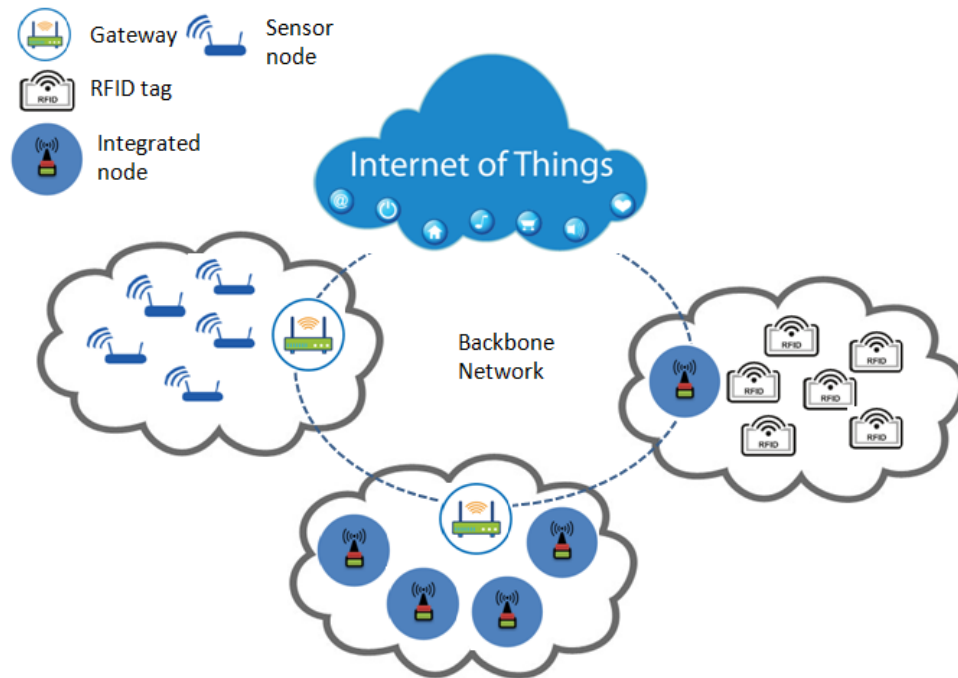 Gateway
Sensor
node
RFID
RFID tag
Integrated
node
Internet of Things
@
Backbone
Network
RFID
RFID
RFID
RFID
RFID
RFID